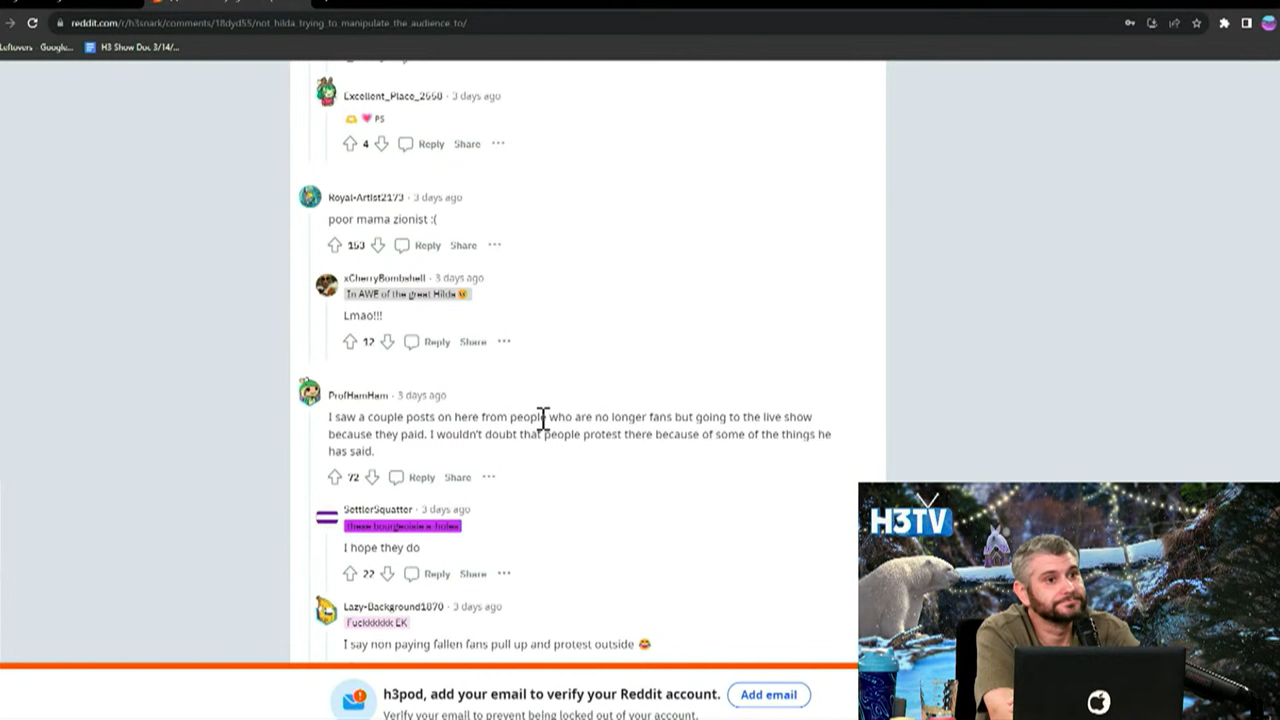 reddit.com/r/h3snark/comments/18dyd55/not_hilda_trying_to_manipulate_the_audience_to/
Leftovers - Google... H3 Show Doc 3/14/...
Excellent_Place_2660 · 3 days ago
🫶 💗 PS
4 Reply Share ...
Royal-Artist2173 · 3 days ago
poor mama zionist :(
153 Reply Share ...
xCherryBombshell · 3 days ago
In AWE of the great Hilda
Lmao!!!
12 Reply Share ...
ProfHamHam · 3 days ago
I saw a couple posts on here from people who are no longer fans but going to the live show
because they paid. I wouldn't doubt that people protest there because of some of the things he
has said.
72 Reply Share ...
SettlerSquatter · 3 days ago
these bourgeoisie a-holes
I hope they do
22 Reply Share ...
Lazy-Background1070 · 3 days ago
Fuckkkkkk EK
I say non paying fallen fans pull up and protest outside 😂
h3pod, add your email to verify your Reddit account. Add email
Verify your email to prevent being locked out of your account.
H3TV